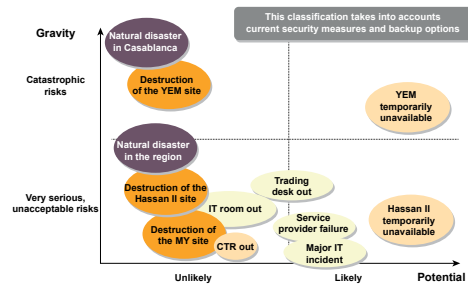 This classification takes into accounts
current security measures and backup options
Gravity
Natural disaster
in Casablanca
Catastrophic
risks
Destruction
of the YEM site
YEM
temporarily
unavailable
Natural disaster
in the region
Very serious,
unacceptable risks
Destruction of the
Hassan II site
Trading
desk out
IT room out
Hassan II
temporarily
unavailable
Service
provider failure
Destruction of
the MY site
CTR out
Major IT
incident
Unlikely
Likely
Potential